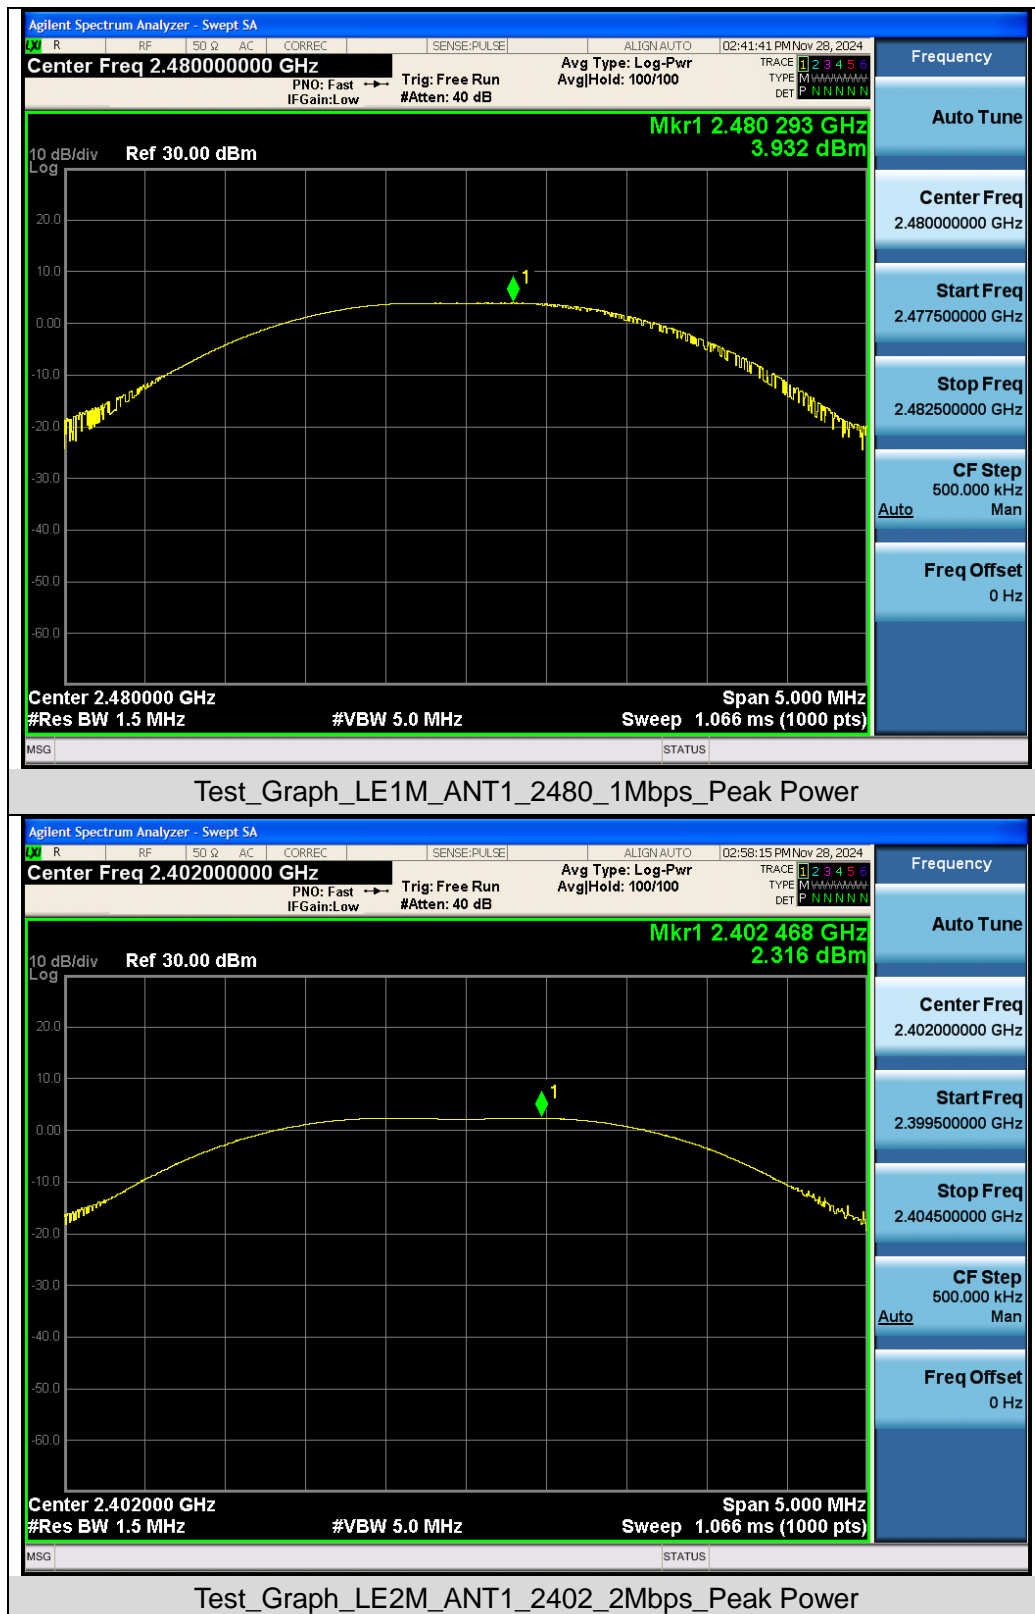 Agilent Spectrum Analyzer - Swept SA
LXI R RF 50 Ω AC CORREC SENSE:PULSE ALIGN AUTO 02:41:41 PM Nov 28, 2024
Center Freq 2.480000000 GHz
PNO: Fast
IFGain:Low
Trig: Free Run
#Atten: 40 dB
Avg Type: Log-Pwr
Avg|Hold: 100/100
TRACE 1 2 3 4 5 6
TYPE M
DET P N N N N N
Mkr1 2.480 293 GHz
3.932 dBm
10 dB/div Ref 30.00 dBm
Log
20.0
10.0
1
0.00
-10.0
-20.0
-30.0
-40.0
-50.0
-60.0
Center 2.480000 GHz Span 5.000 MHz
#Res BW 1.5 MHz #VBW 5.0 MHz Sweep 1.066 ms (1000 pts)
MSG STATUS
Frequency
Auto Tune
Center Freq
2.480000000 GHz
Start Freq
2.477500000 GHz
Stop Freq
2.482500000 GHz
CF Step
500.000 kHz
Auto Man
Freq Offset
0 Hz
Test_Graph_LE1M_ANT1_2480_1Mbps_Peak Power
Agilent Spectrum Analyzer - Swept SA
LXI R RF 50 Ω AC CORREC SENSE:PULSE ALIGN AUTO 02:58:15 PM Nov 28, 2024
Center Freq 2.402000000 GHz
PNO: Fast
IFGain:Low
Trig: Free Run
#Atten: 40 dB
Avg Type: Log-Pwr
Avg|Hold: 100/100
TRACE 1 2 3 4 5 6
TYPE M
DET P N N N N N
Mkr1 2.402 468 GHz
2.316 dBm
10 dB/div Ref 30.00 dBm
Log
20.0
10.0
1
0.00
-10.0
-20.0
-30.0
-40.0
-50.0
-60.0
Center 2.402000 GHz Span 5.000 MHz
#Res BW 1.5 MHz #VBW 5.0 MHz Sweep 1.066 ms (1000 pts)
MSG STATUS
Frequency
Auto Tune
Center Freq
2.402000000 GHz
Start Freq
2.399500000 GHz
Stop Freq
2.404500000 GHz
CF Step
500.000 kHz
Auto Man
Freq Offset
0 Hz
Test_Graph_LE2M_ANT1_2402_2Mbps_Peak Power